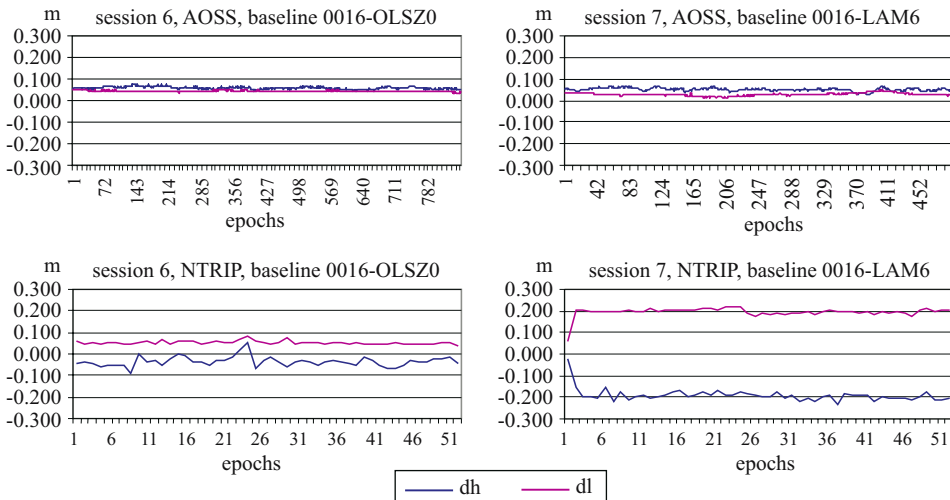 m session 6, AOSS, baseline 0016-OLSZ0
0.300
0.200
0.100
0.000
-0.100
-0.200
-0.300
1 72 143 214 285 356 427 498 569 640 711 782
epochs
m session 7, AOSS, baseline 0016-LAM6
0.300
0.200
0.100
0.000
-0.100
-0.200
-0.300
1 42 83 124 165 206 247 288 329 370 411 452
epochs
m session 6, NTRIP, baseline 0016-OLSZ0
0.300
0.200
0.100
0.000
-0.100
-0.200
-0.300
1 6 11 16 21 26 31 36 41 46 51
epochs
m session 7, NTRIP, baseline 0016-LAM6
0.300
0.200
0.100
0.000
-0.100
-0.200
-0.300
1 6 11 16 21 26 31 36 41 46 51
epochs
dh dl